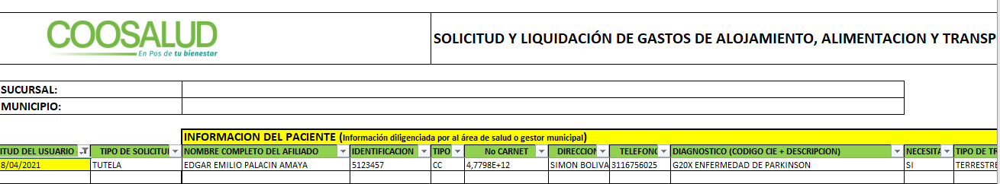 COOSALUD
En Pos de tu bienestar
SOLICITUD Y LIQUIDACIÓN DE GASTOS DE ALOJAMIENTO, ALIMENTACION Y TRANSP
SUCURSAL:
MUNICIPIO:
INFORMACION DEL PACIENTE (Información diligenciada por al área de salud o gestor municipal)
ITUD DEL USUARIO TIPO DE SOLICITUI NOMBRE COMPLETO DEL AFILIADO IDENTIFICACION TIPO No CARNET DIRECCION TELEFONO DIAGNOSTICO (CODIGO CIE + DESCRIPCION) NECESITA TIPO DE TR
8/04/2021 TUTELA EDGAR EMILIO PALACIN AMAYA 5123457 CC 4,7798E+12 SIMON BOLIVA 3116756025 G20X ENFERMEDAD DE PARKINSON SI TERRESTRE